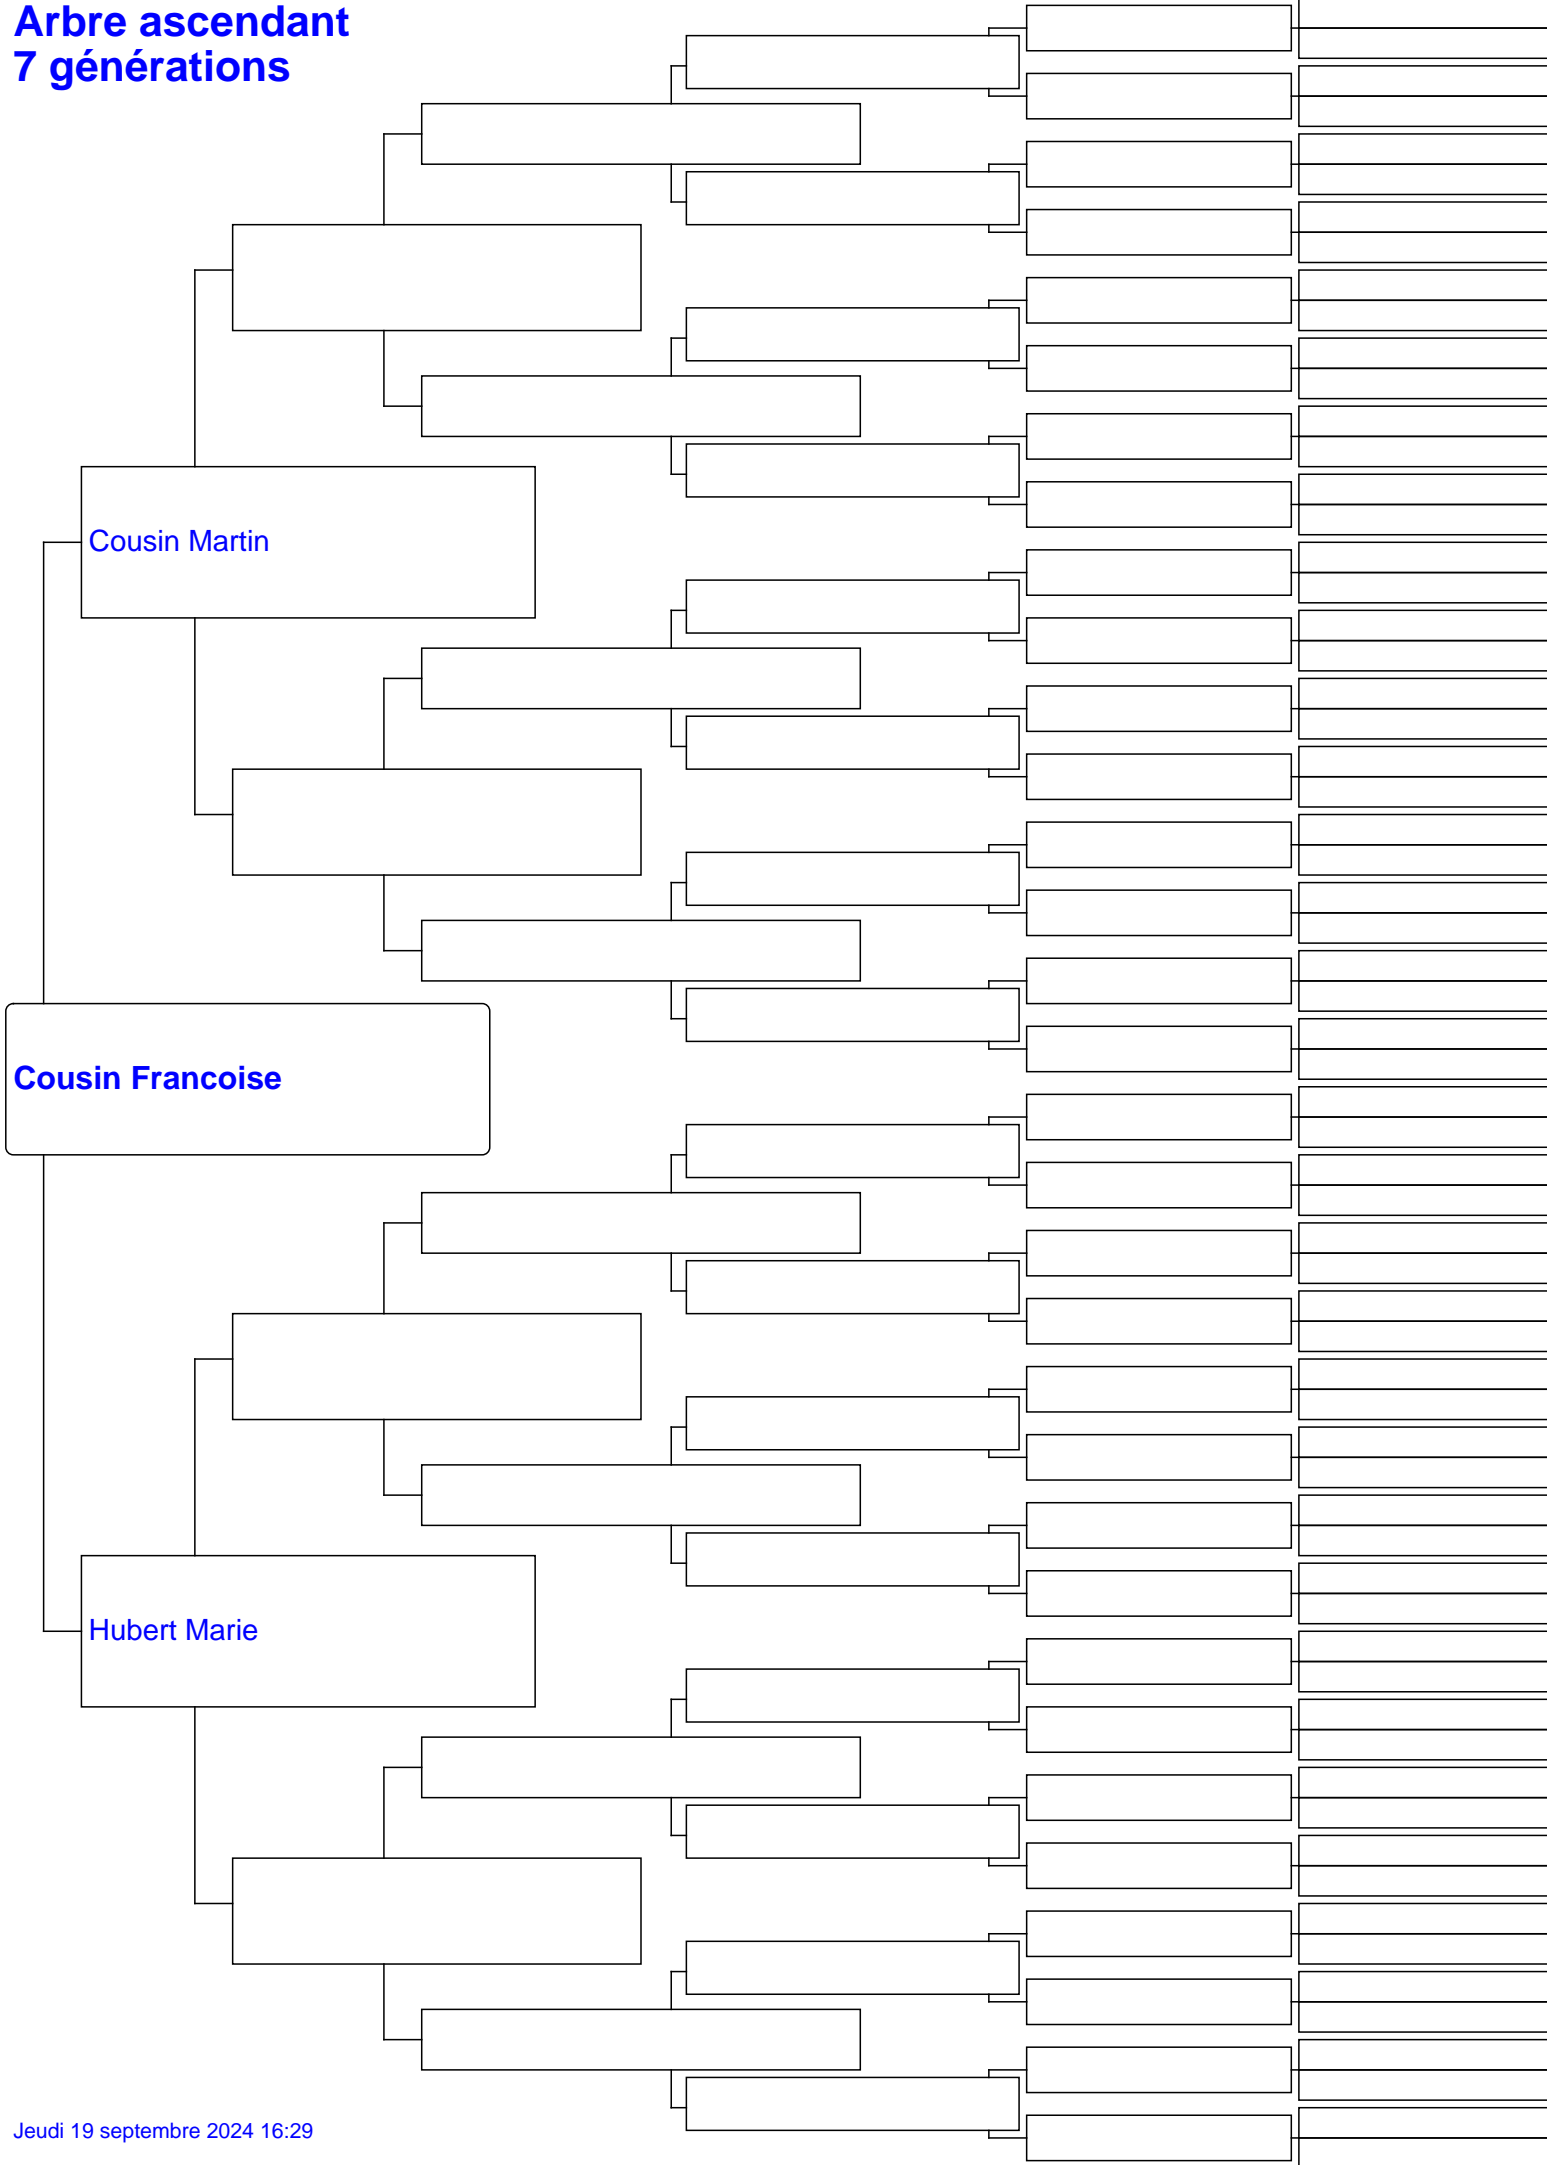 Arbre ascendant
7 générations
Cousin Martin
Cousin Francoise
Hubert Marie
Jeudi 19 septembre 2024 16:29